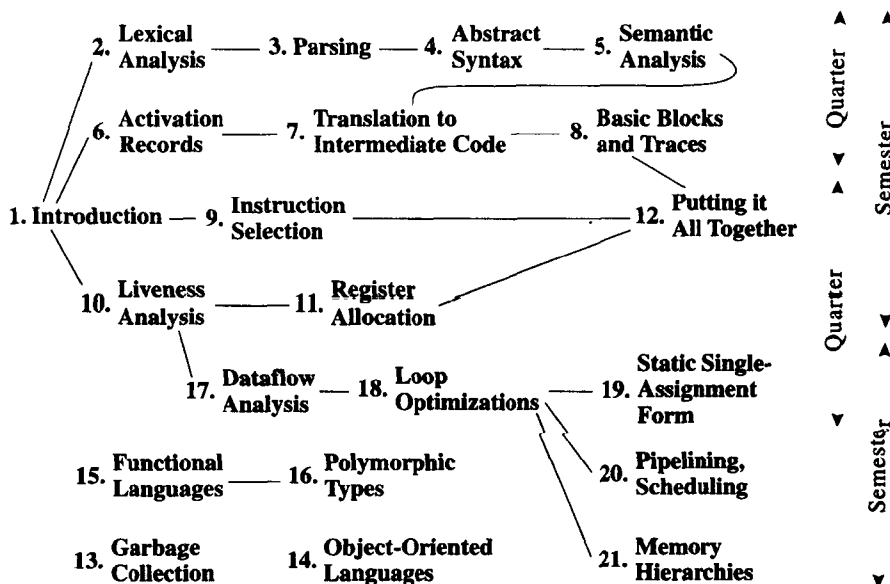 2. Lexical Analysis
3. Parsing
4. Abstract Syntax
5. Semantic Analysis
6. Activation Records
7. Translation to Intermediate Code
8. Basic Blocks and Traces
1. Introduction
9. Instruction Selection
12. Putting it All Together
10. Liveness Analysis
11. Register Allocation
17. Dataflow Analysis
18. Loop Optimizations
19. Static Single-Assignment Form
15. Functional Languages
16. Polymorphic Types
20. Pipelining, Scheduling
13. Garbage Collection
14. Object-Oriented Languages
21. Memory Hierarchies
Quarter
Quarter
Semester
Semester